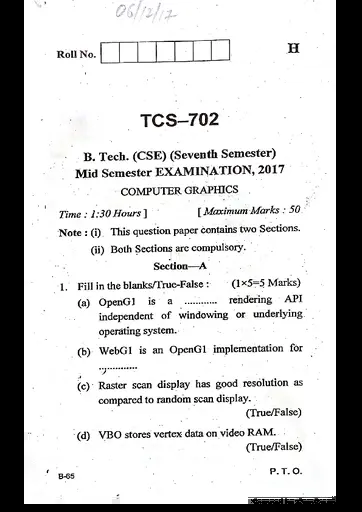 06/12/17
Roll No.
H
TCS–702
B. Tech. (CSE) (Seventh Semester)
Mid Semester EXAMINATION, 2017
COMPUTER GRAPHICS
Time : 1:30 Hours ] [ Maximum Marks : 50
Note : (i) This question paper contains two Sections.
(ii) Both Sections are compulsory.
Section—A
1. Fill in the blanks/True-False : (1×5=5 Marks)
(a) OpenGl is a ............ rendering API
independent of windowing or underlying
operating system.
(b) WebGl is an OpenGl implementation for
..............
(c) Raster scan display has good resolution as
compared to random scan display.
(True/False)
(d) VBO stores vertex data on video RAM.
(True/False)
B-65
P. T. O.